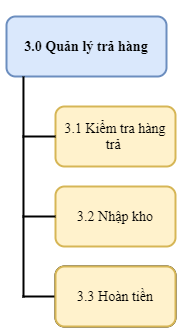 3.0 Quản lý trả hàng
3.1 Kiểm tra hàng
trả
3.2 Nhập kho
3.3 Hoàn tiền